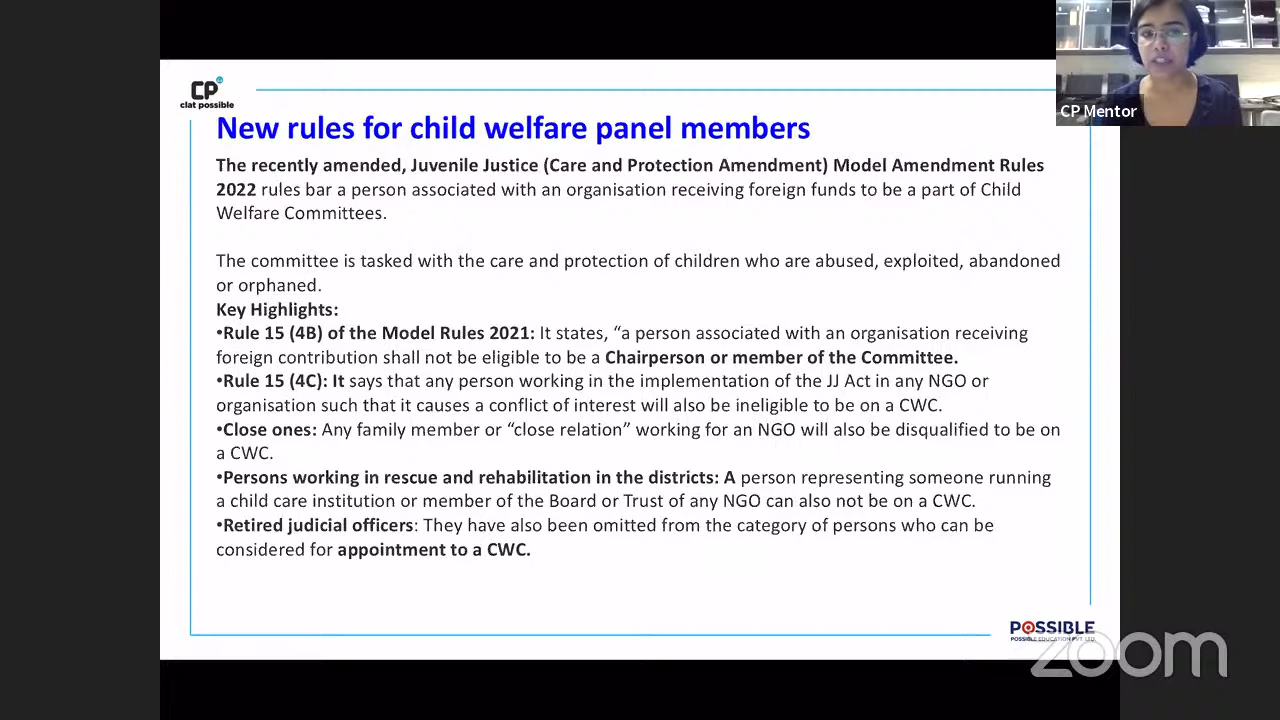 CP
clat possible
CP Mentor
New rules for child welfare panel members
The recently amended, Juvenile Justice (Care and Protection Amendment) Model Amendment Rules
2022 rules bar a person associated with an organisation receiving foreign funds to be a part of Child
Welfare Committees.
The committee is tasked with the care and protection of children who are abused, exploited, abandoned
or orphaned.
Key Highlights:
•Rule 15 (4B) of the Model Rules 2021: It states, “a person associated with an organisation receiving
foreign contribution shall not be eligible to be a Chairperson or member of the Committee.
•Rule 15 (4C): It says that any person working in the implementation of the JJ Act in any NGO or
organisation such that it causes a conflict of interest will also be ineligible to be on a CWC.
•Close ones: Any family member or “close relation” working for an NGO will also be disqualified to be on
a CWC.
•Persons working in rescue and rehabilitation in the districts: A person representing someone running
a child care institution or member of the Board or Trust of any NGO can also not be on a CWC.
•Retired judicial officers: They have also been omitted from the category of persons who can be
considered for appointment to a CWC.
POSSIBLE
POSSIBLE EDUCATION PVT. LTD.
zoom